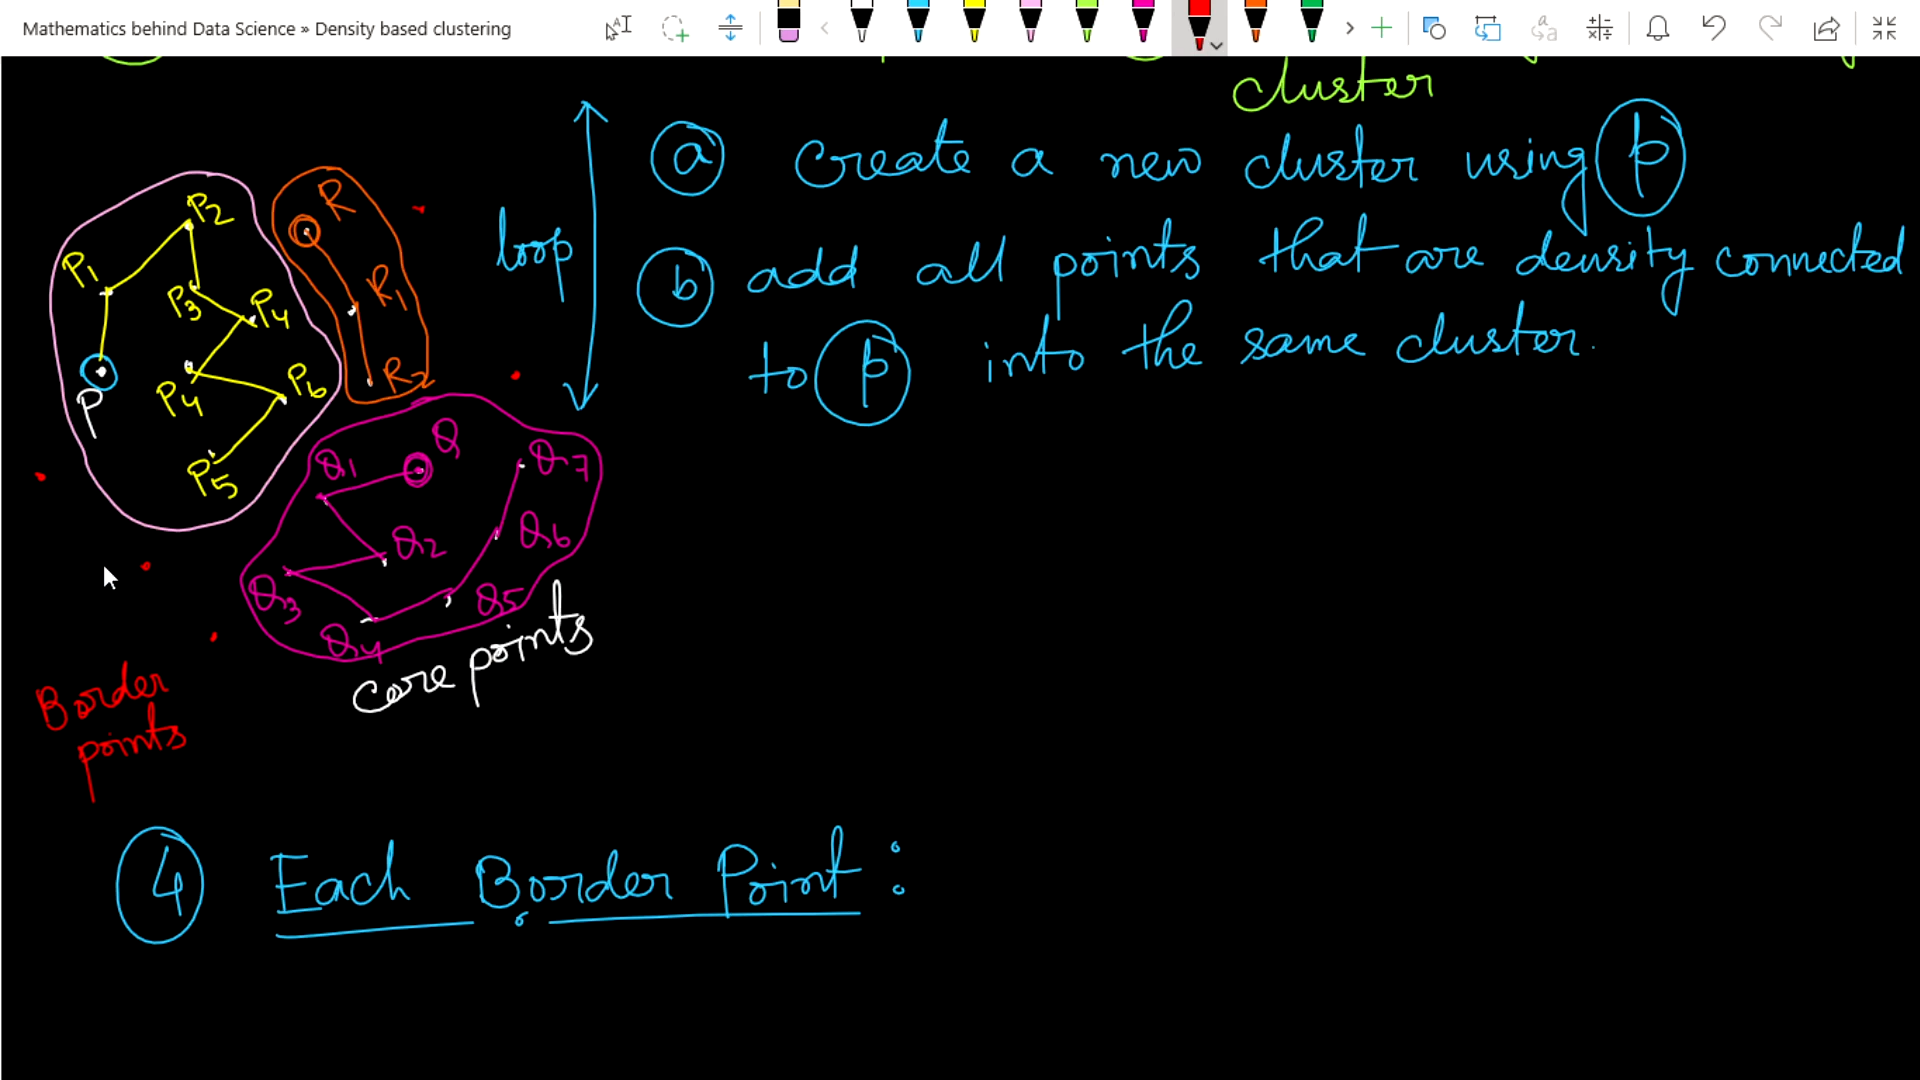 Mathematics behind Data Science » Density based clustering
cluster
a create a new cluster using p
loop
b add all points that are density connected
to p into the same cluster.
R
P2
P1
P3
P4
R1
R2
P
P4
P6
P5
Q
Q1
Q7
Q2
Q6
Q3
Q5
Q4
core points
Border
points
4 Each Border Point :